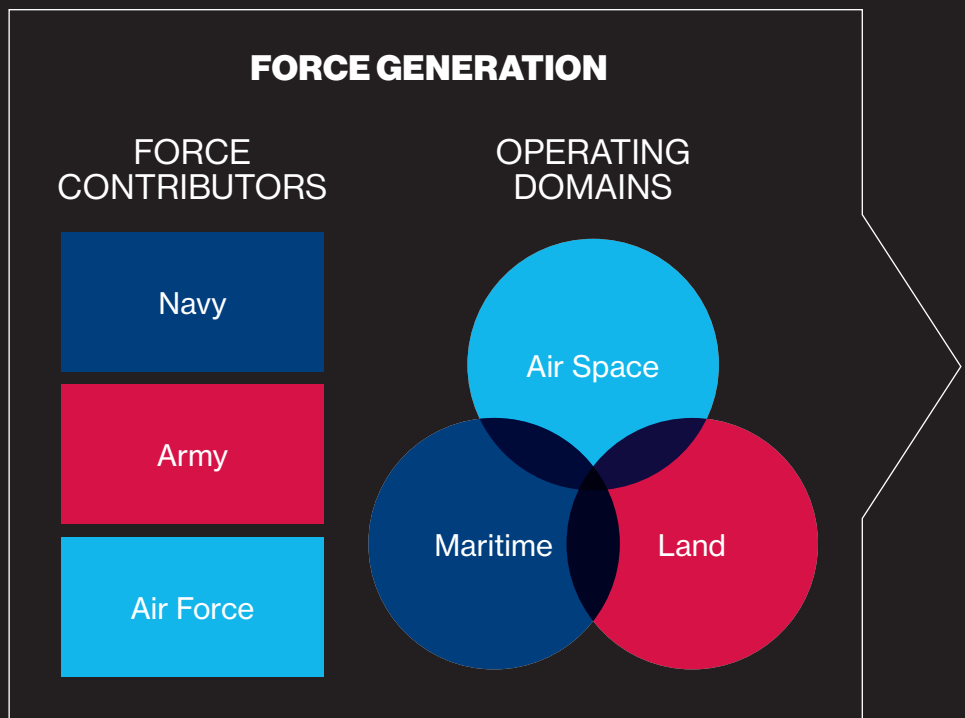 FORCE GENERATION
FORCE
CONTRIBUTORS
Navy
Army
Air Force
OPERATING
DOMAINS
Air Space
Maritime
Land